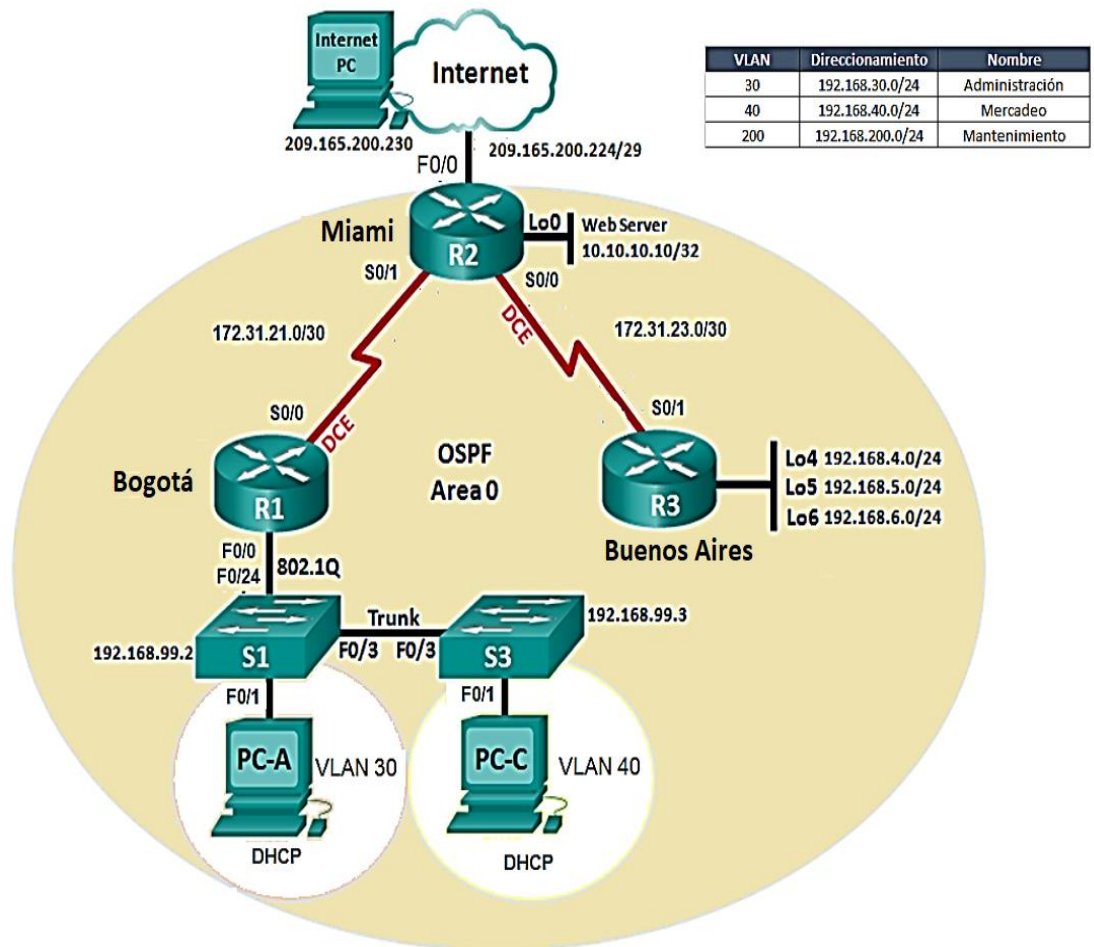 Internet PC
Internet
209.165.200.230
209.165.200.224/29
F0/0
VLAN Direccionamiento Nombre
30 192.168.30.0/24 Administración
40 192.168.40.0/24 Mercadeo
200 192.168.200.0/24 Mantenimiento
Miami
R2
Lo0
Web Server
10.10.10.10/32
S0/1
S0/0
DCE
172.31.21.0/30
172.31.23.0/30
S0/0
DCE
S0/1
Bogotá
R1
OSPF
Area 0
R3
Buenos Aires
Lo4 192.168.4.0/24
Lo5 192.168.5.0/24
Lo6 192.168.6.0/24
F0/0
F0/24
802.1Q
192.168.99.2
S1
Trunk
F0/3 F0/3
S3
192.168.99.3
F0/1
F0/1
PC-A
VLAN 30
DHCP
PC-C
VLAN 40
DHCP